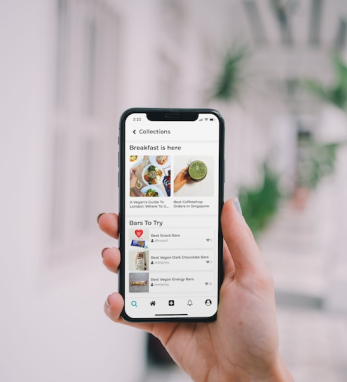 2:22
Collections
Breakfast is here
A Vegan's Guide To
London: Where To
Best Coffeeshop
Orders in Singapore
Bars To Try
Best Snack Bars
Best Vegan Dark Chocolate Bars
Best Vegan Energy Bars